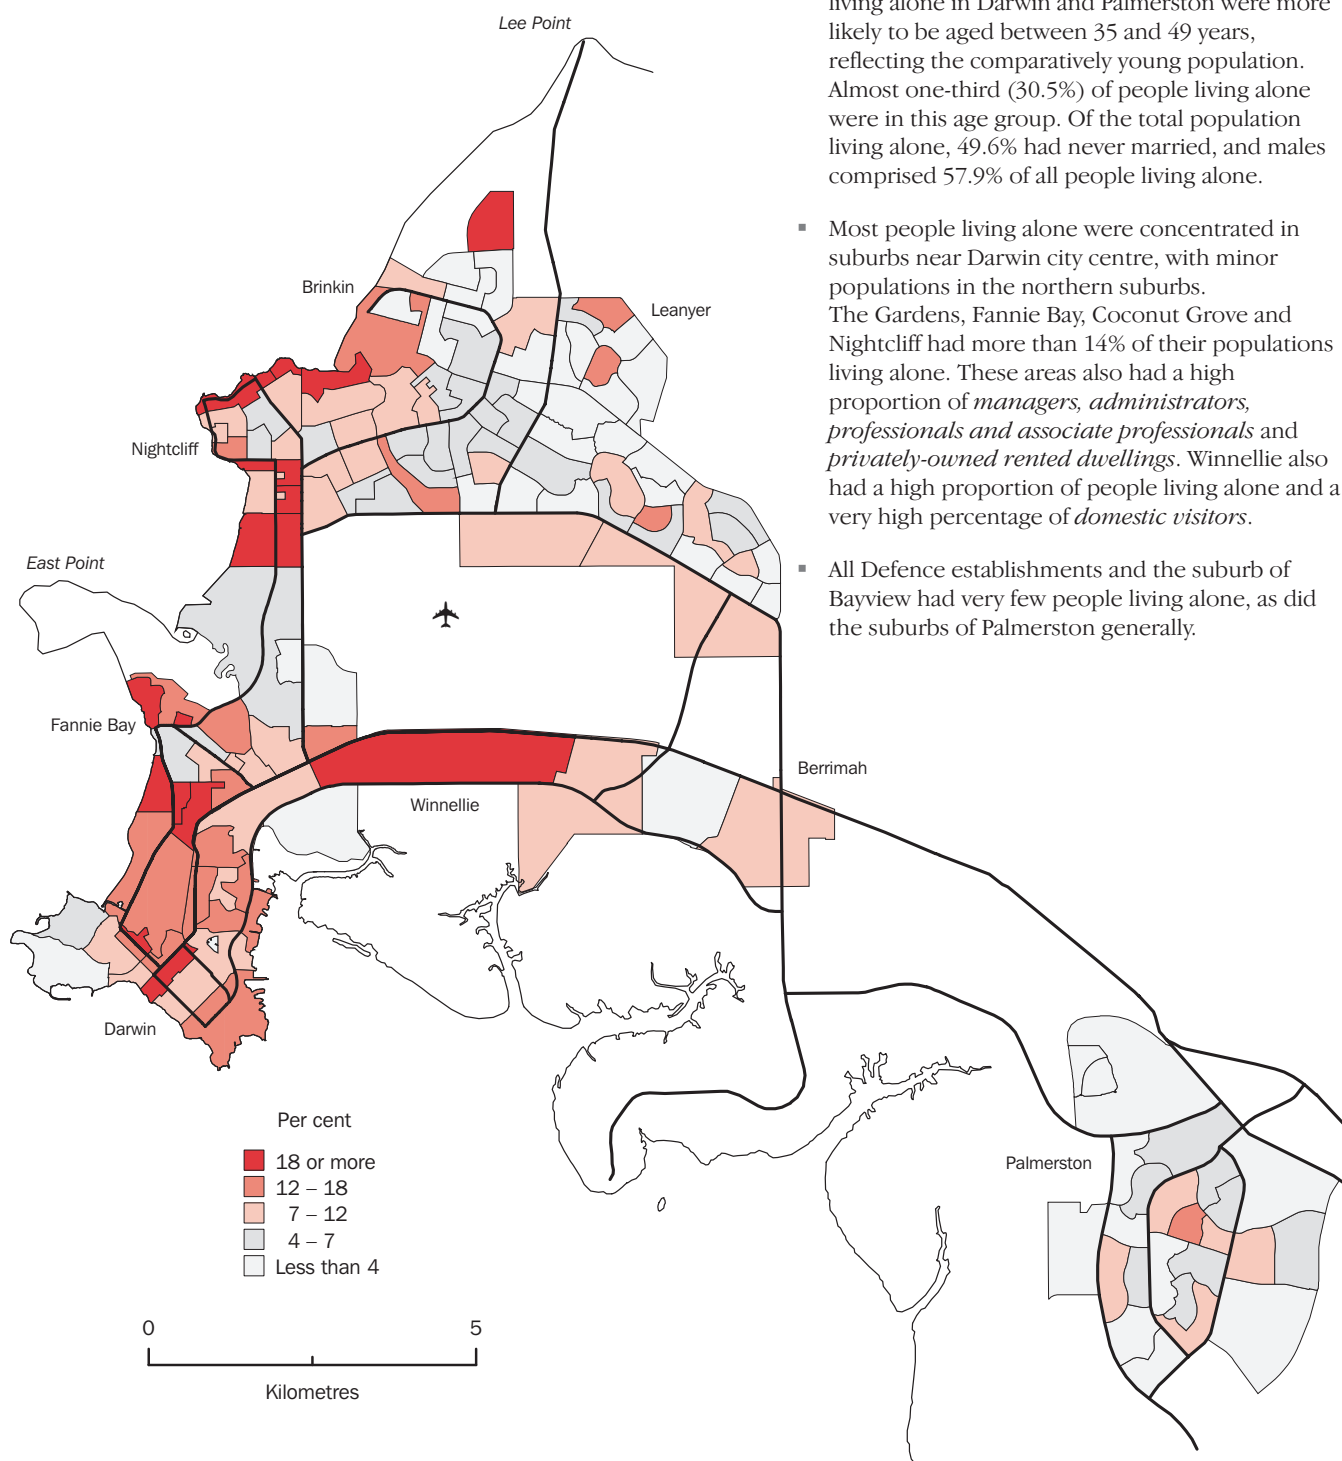 living alone in Darwin and Palmerston were more
likely to be aged between 35 and 49 years,
reflecting the comparatively young population.
Almost one-third (30.5%) of people living alone
were in this age group. Of the total population
living alone, 49.6% had never married, and males
comprised 57.9% of all people living alone.
▪ Most people living alone were concentrated in
suburbs near Darwin city centre, with minor
populations in the northern suburbs.
The Gardens, Fannie Bay, Coconut Grove and
Nightcliff had more than 14% of their populations
living alone. These areas also had a high
proportion of managers, administrators,
professionals and associate professionals and
privately-owned rented dwellings. Winnellie also
had a high proportion of people living alone and a
very high percentage of domestic visitors.
▪ All Defence establishments and the suburb of
Bayview had very few people living alone, as did
the suburbs of Palmerston generally.
Lee Point
Brinkin
Leanyer
Nightcliff
East Point
Fannie Bay
Berrimah
Winnellie
Darwin
Palmerston
Per cent
18 or more
12 – 18
7 – 12
4 – 7
Less than 4
0
5
Kilometres